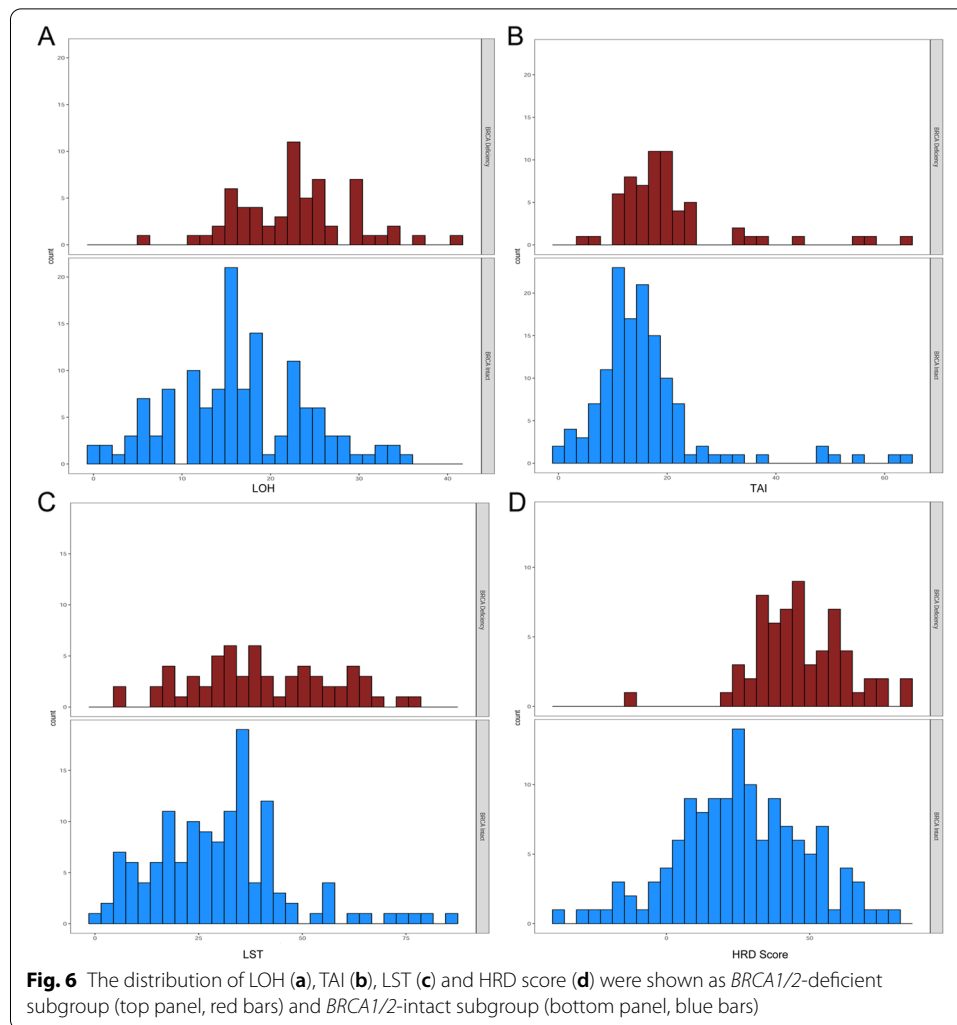 A
20
15
10
5
0
BRCA Deficiency
count
20
15
10
5
0
BRCA Intact
0
10
20
30
40
LOH
B
20
15
10
5
0
BRCA Deficiency
count
20
15
10
5
0
BRCA Intact
0
20
40
60
TAI
C
15
10
5
0
BRCA Deficiency
count
15
10
5
0
BRCA Intact
0
25
50
75
LST
D
10
5
0
BRCA Deficiency
count
10
5
0
BRCA Intact
0
50
HRD Score
Fig. 6 The distribution of LOH (a), TAI (b), LST (c) and HRD score (d) were shown as BRCA1/2-deficient
subgroup (top panel, red bars) and BRCA1/2-intact subgroup (bottom panel, blue bars)